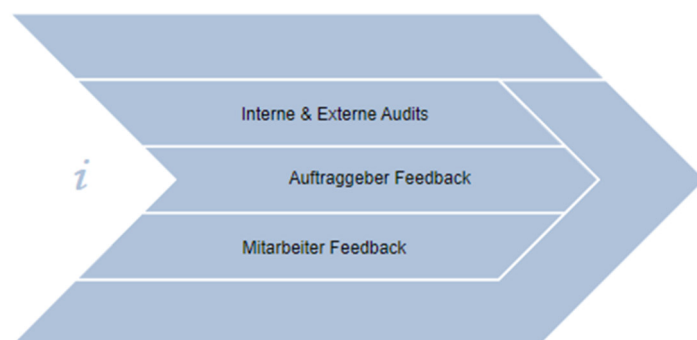 Interne & Externe Audits
i
Auftraggeber Feedback
Mitarbeiter Feedback